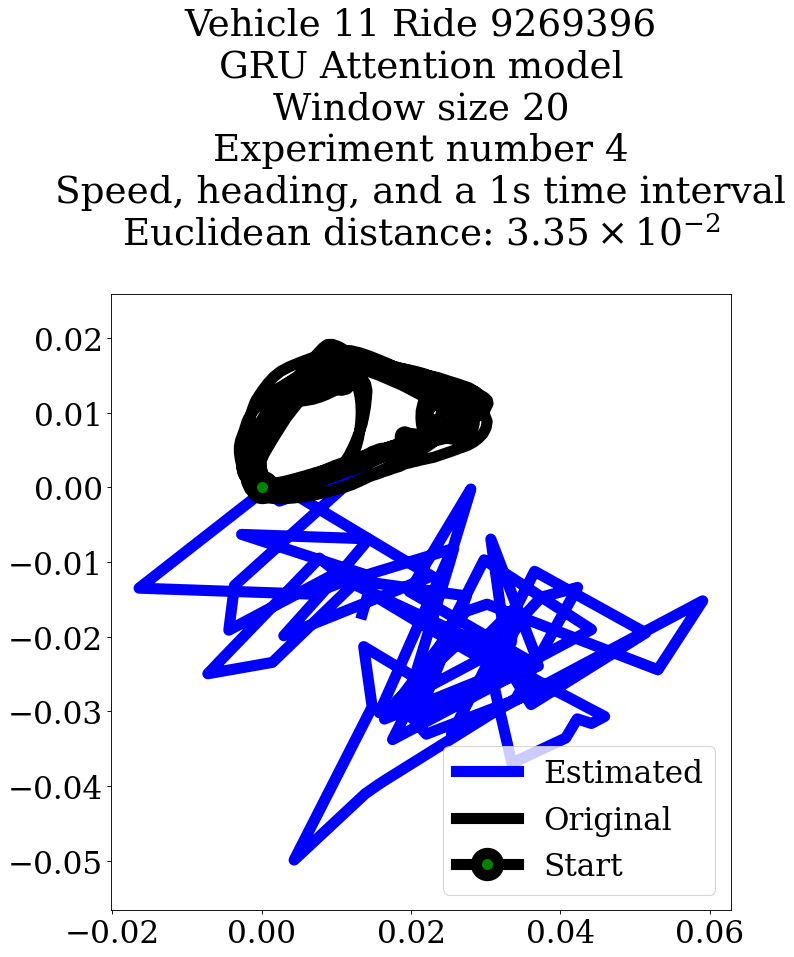 Vehicle 11 Ride 9269396
GRU Attention model
Window size 20
Experiment number 4
Speed, heading, and a 1s time interval
Euclidean distance: 3.35 × 10⁻²
0.02
0.01
0.00
−0.01
−0.02
−0.03
−0.04
−0.05
Estimated
Original
Start
−0.02 0.00 0.02 0.04 0.06